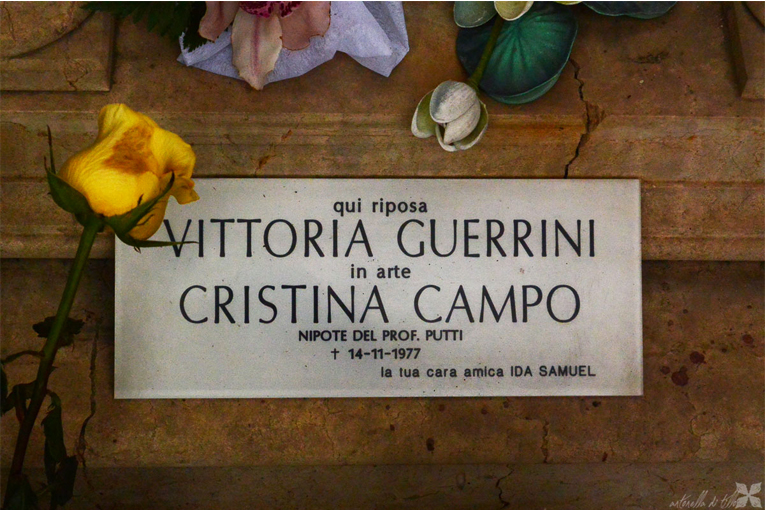 qui riposa
VITTORIA GUERRINI
in arte
CRISTINA CAMPO
NIPOTE DEL PROF. PUTTI
† 14-11-1977
la tua cara amica IDA SAMUEL